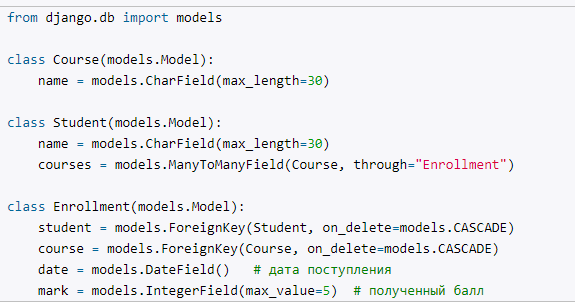 from django.db import models
class Course(models.Model):
    name = models.CharField(max_length=30)
class Student(models.Model):
    name = models.CharField(max_length=30)
    courses = models.ManyToManyField(Course, through="Enrollment")
class Enrollment(models.Model):
    student = models.ForeignKey(Student, on_delete=models.CASCADE)
    course = models.ForeignKey(Course, on_delete=models.CASCADE)
    date = models.DateField()   # дата поступления
    mark = models.IntegerField(max_value=5)  # полученный балл